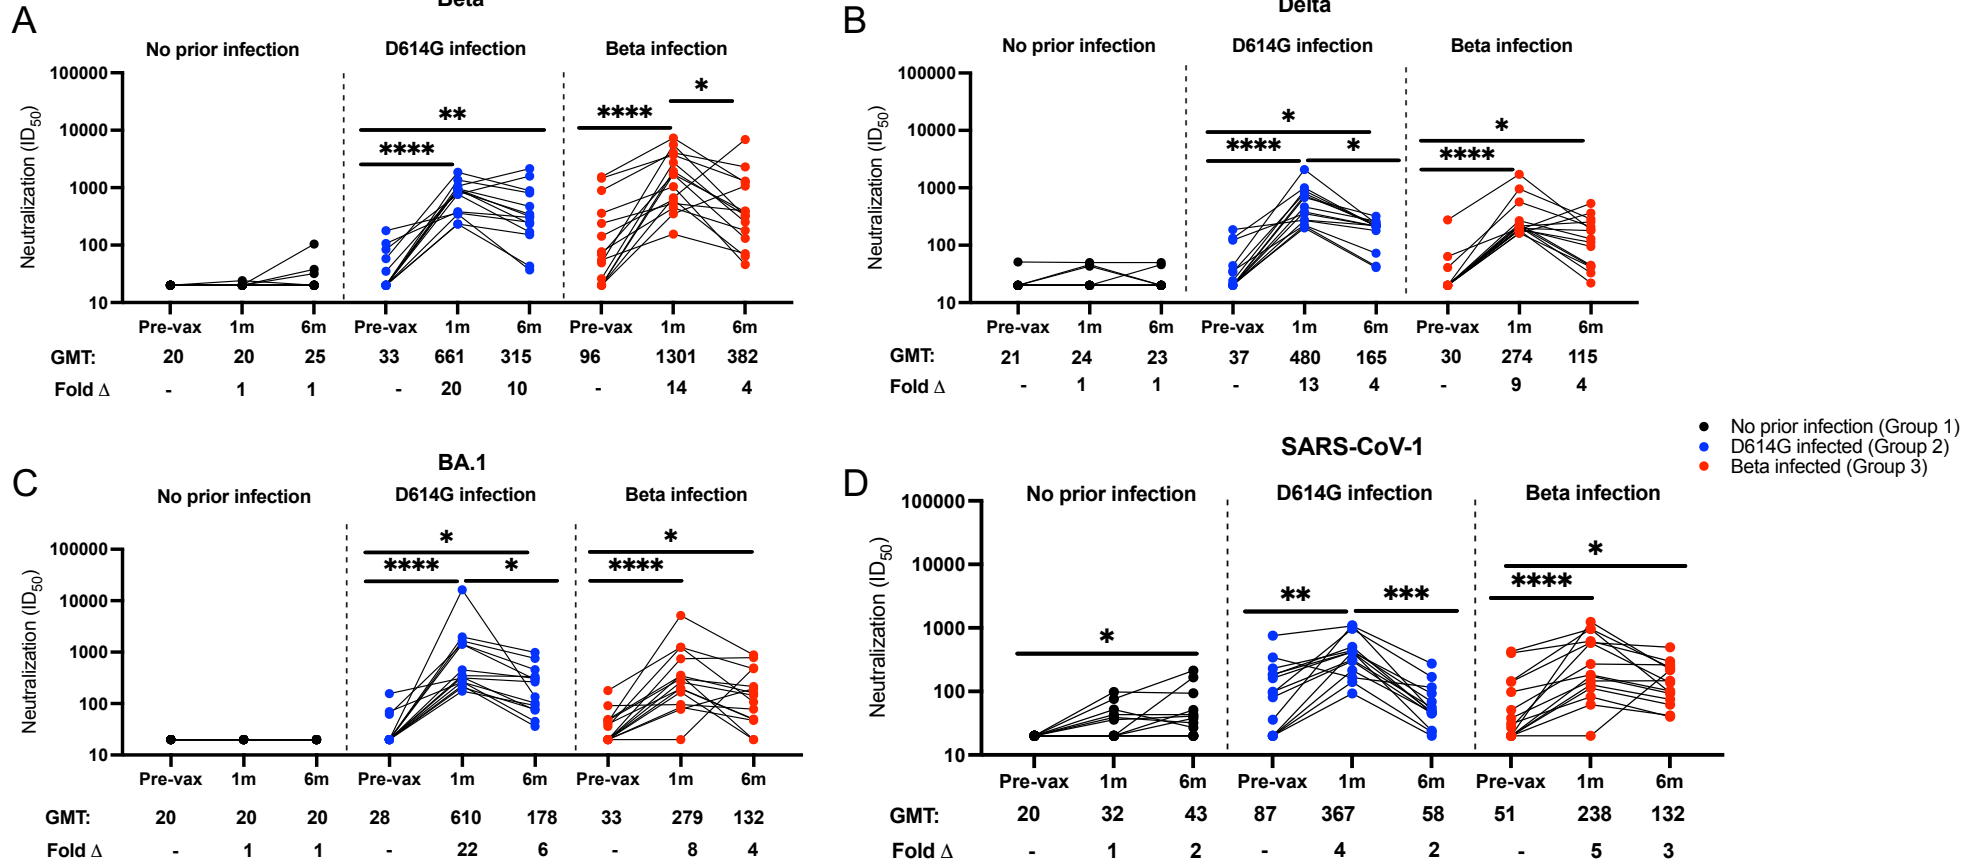 A
Beta
No prior infection
D614G infection
Beta infection
Neutralization (ID50)
100000
10000
1000
100
10
**
****
****
*
Pre-vax 1m 6m Pre-vax 1m 6m Pre-vax 1m 6m
GMT: 20 20 25 33 661 315 96 1301 382
Fold Δ - 1 1 - 20 10 - 14 4
B
Delta
No prior infection
D614G infection
Beta infection
Neutralization (ID50)
100000
10000
1000
100
10
*
****
*
*
****
Pre-vax 1m 6m Pre-vax 1m 6m Pre-vax 1m 6m
GMT: 21 24 23 37 480 165 30 274 115
Fold Δ - 1 1 - 13 4 - 9 4
No prior infection (Group 1)
D614G infected (Group 2)
Beta infected (Group 3)
C
BA.1
No prior infection
D614G infection
Beta infection
Neutralization (ID50)
100000
10000
1000
100
10
*
****
*
*
****
Pre-vax 1m 6m Pre-vax 1m 6m Pre-vax 1m 6m
GMT: 20 20 20 28 610 178 33 279 132
Fold Δ - 1 1 - 22 6 - 8 4
D
SARS-CoV-1
No prior infection
D614G infection
Beta infection
Neutralization (ID50)
100000
10000
1000
100
10
*
**
***
*
****
Pre-vax 1m 6m Pre-vax 1m 6m Pre-vax 1m 6m
GMT: 20 32 43 87 367 58 51 238 132
Fold Δ - 1 2 - 4 2 - 5 3